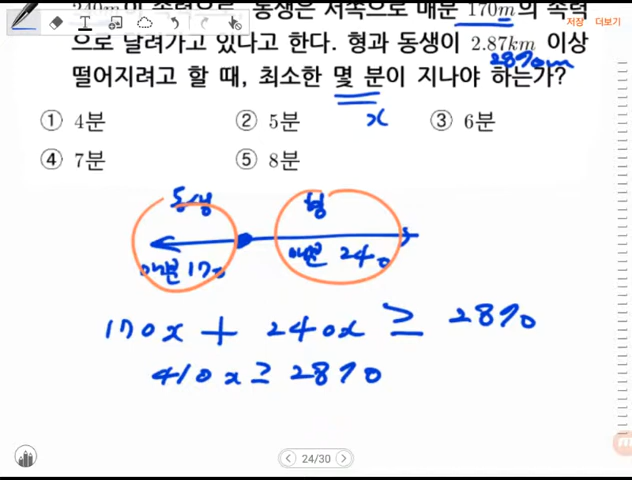 240m의 속력으로, 동생은 서쪽으로 매분 170m의 속력
저장 더보기
으로 달려가고 있다고 한다. 형과 동생이 2.87km 이상
2870m
떨어지려고 할 때, 최소한 몇 분이 지나야 하는가?
x
① 4분 ② 5분 ③ 6분
④ 7분 ⑤ 8분
동생 형
매분 170 매분 240
170x + 240x ≥ 2870
410x ≥ 2870
24/30